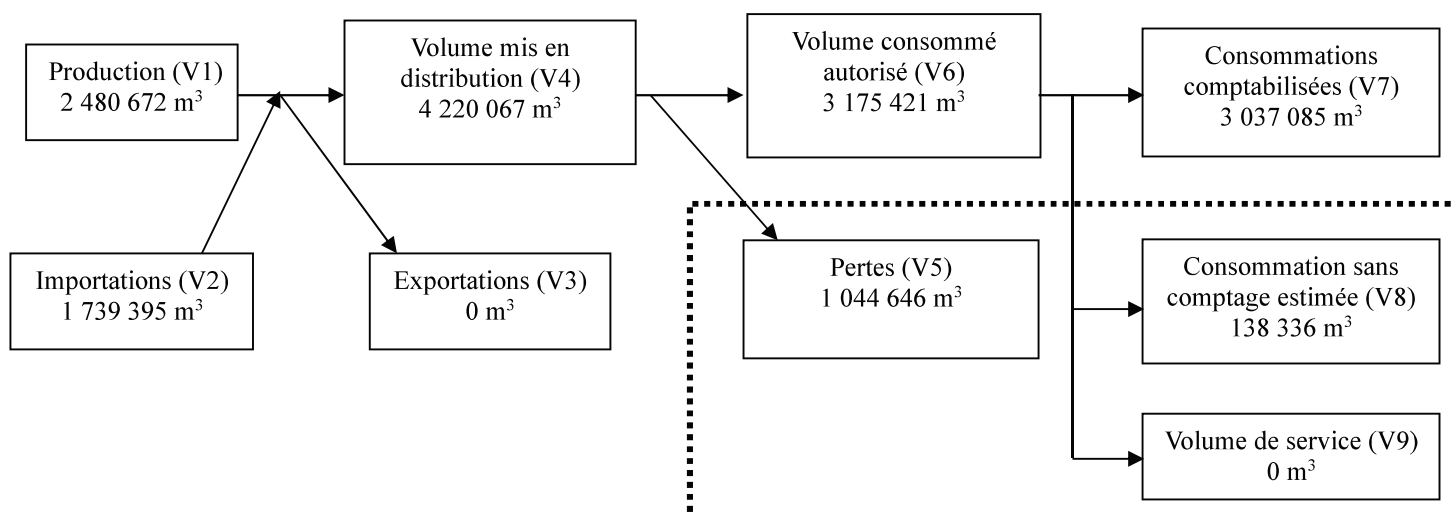 Production (V1)
2 480 672 m³
Volume mis en
distribution (V4)
4 220 067 m³
Volume consommé
autorisé (V6)
3 175 421 m³
Consommations
comptabilisées (V7)
3 037 085 m³
Importations (V2)
1 739 395 m³
Exportations (V3)
0 m³
Pertes (V5)
1 044 646 m³
Consommation sans
comptage estimée (V8)
138 336 m³
Volume de service (V9)
0 m³